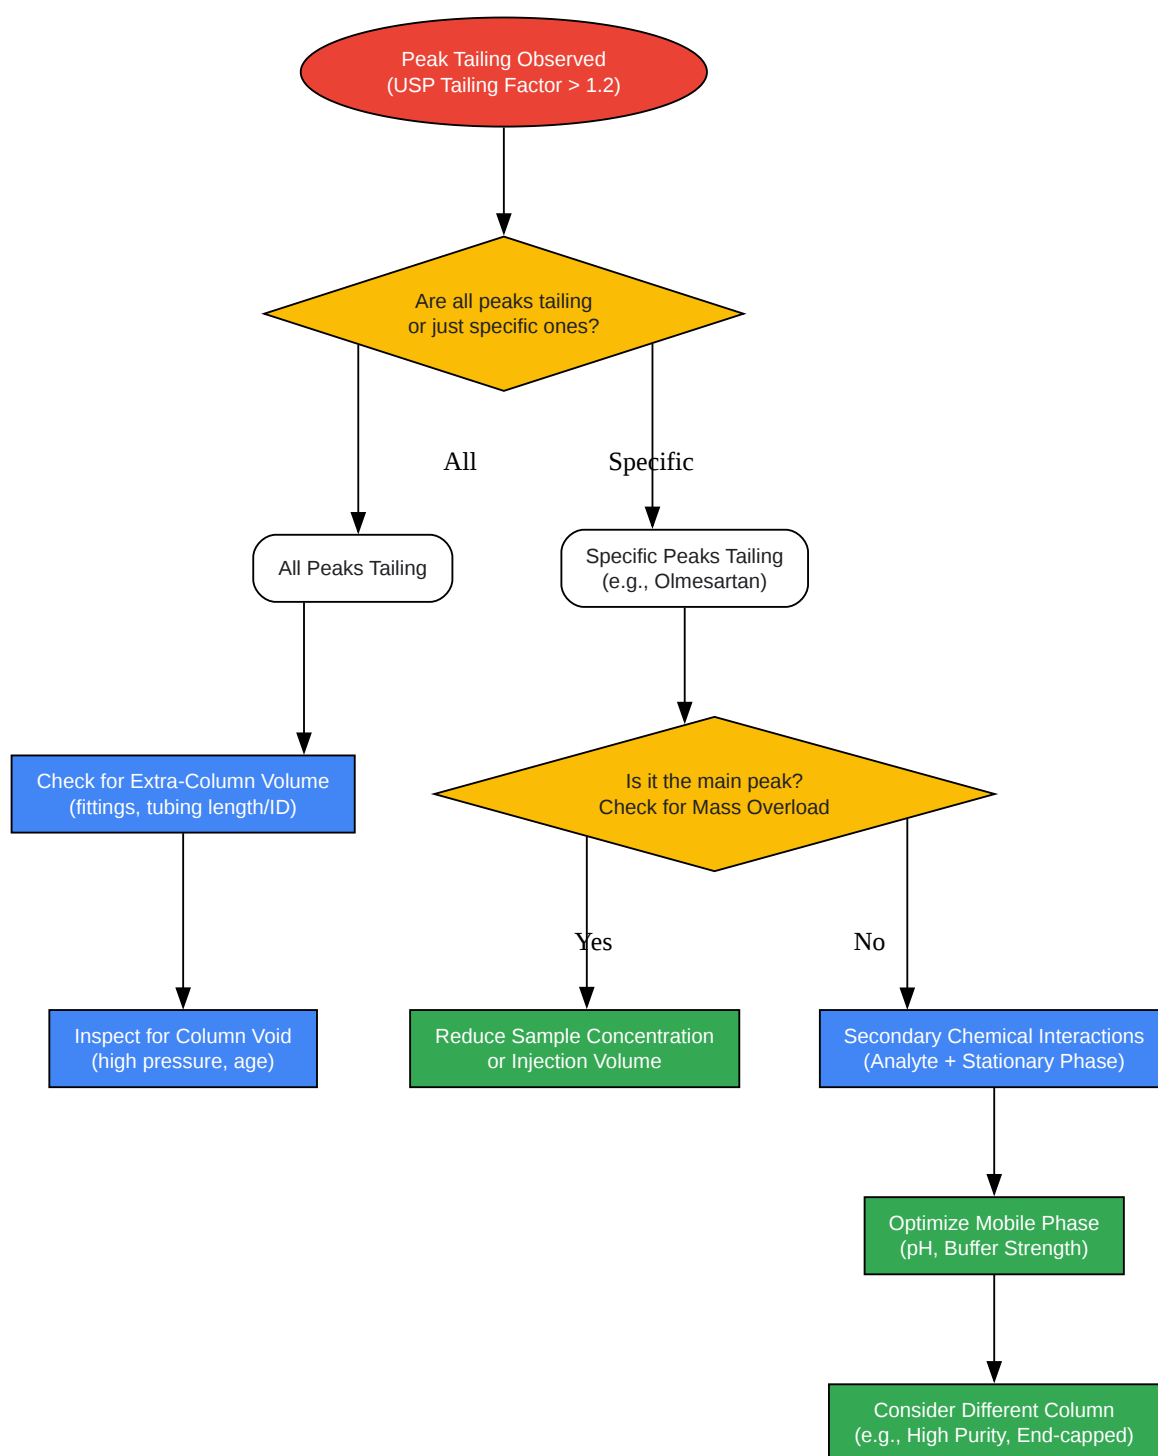 Peak Tailing Observed
(USP Tailing Factor > 1.2)
Are all peaks tailing
or just specific ones?
All
Specific
All Peaks Tailing
Specific Peaks Tailing
(e.g., Olmesartan)
Check for Extra-Column Volume
(fittings, tubing length/ID)
Is it the main peak?
Check for Mass Overload
Yes
No
Inspect for Column Void
(high pressure, age)
Reduce Sample Concentration
or Injection Volume
Secondary Chemical Interactions
(Analyte + Stationary Phase)
Optimize Mobile Phase
(pH, Buffer Strength)
Consider Different Column
(e.g., High Purity, End-capped)